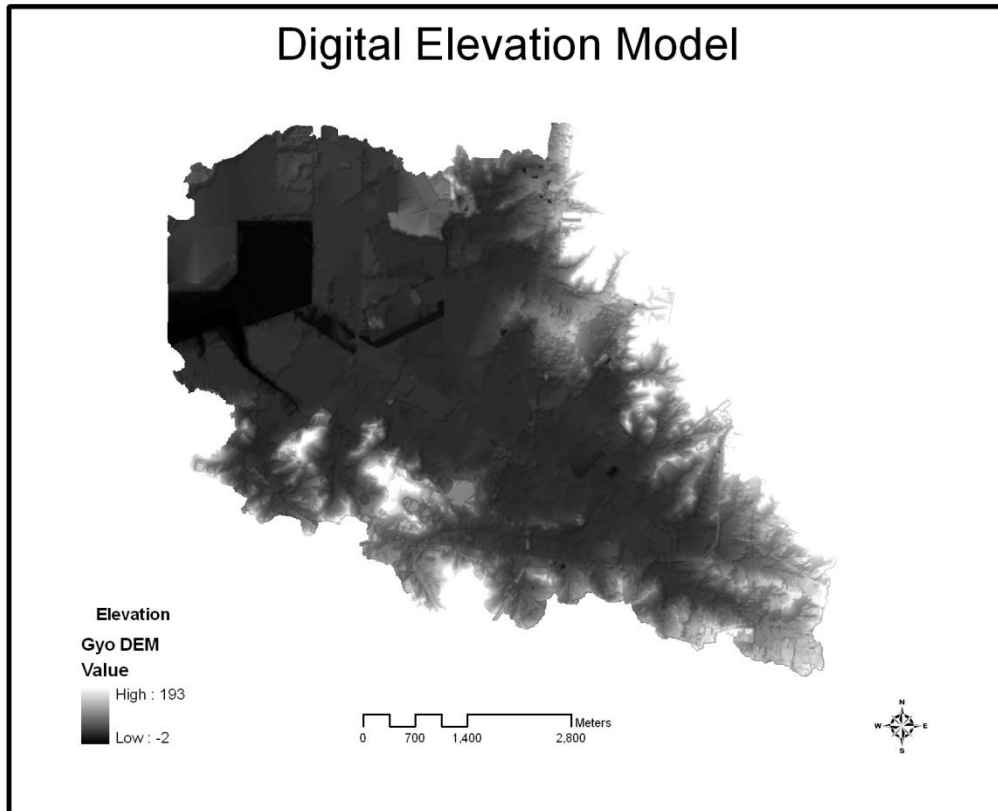 Digital Elevation Model
Elevation
Gyo DEM
Value
High : 193
Low : -2
Meters
0 700 1,400 2,800
N
W E
S